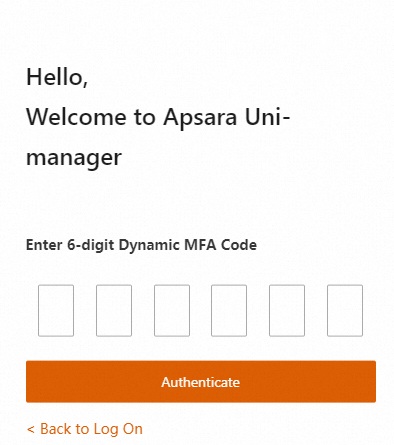 Hello,
Welcome to Apsara Uni-
manager
Enter 6-digit Dynamic MFA Code
Authenticate
< Back to Log On